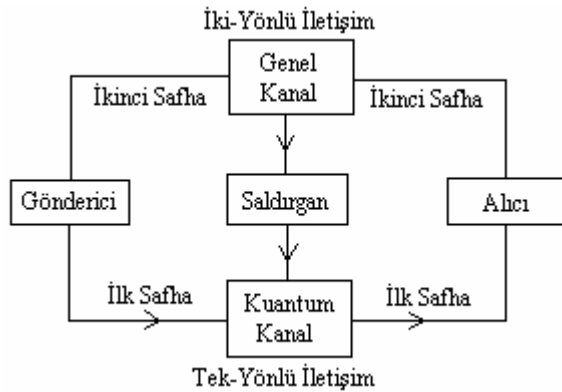 İki-Yönlü İletişim
Genel
Kanal
İkinci Safha
İkinci Safha
Gönderici
Saldırgan
Alıcı
İlk Safha
Kuantum
Kanal
İlk Safha
Tek-Yönlü İletişim